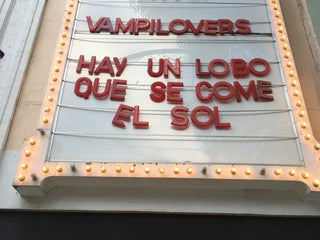 VAMPILOVERS
HAY UN LOBO
QUE SE COME
EL SOL